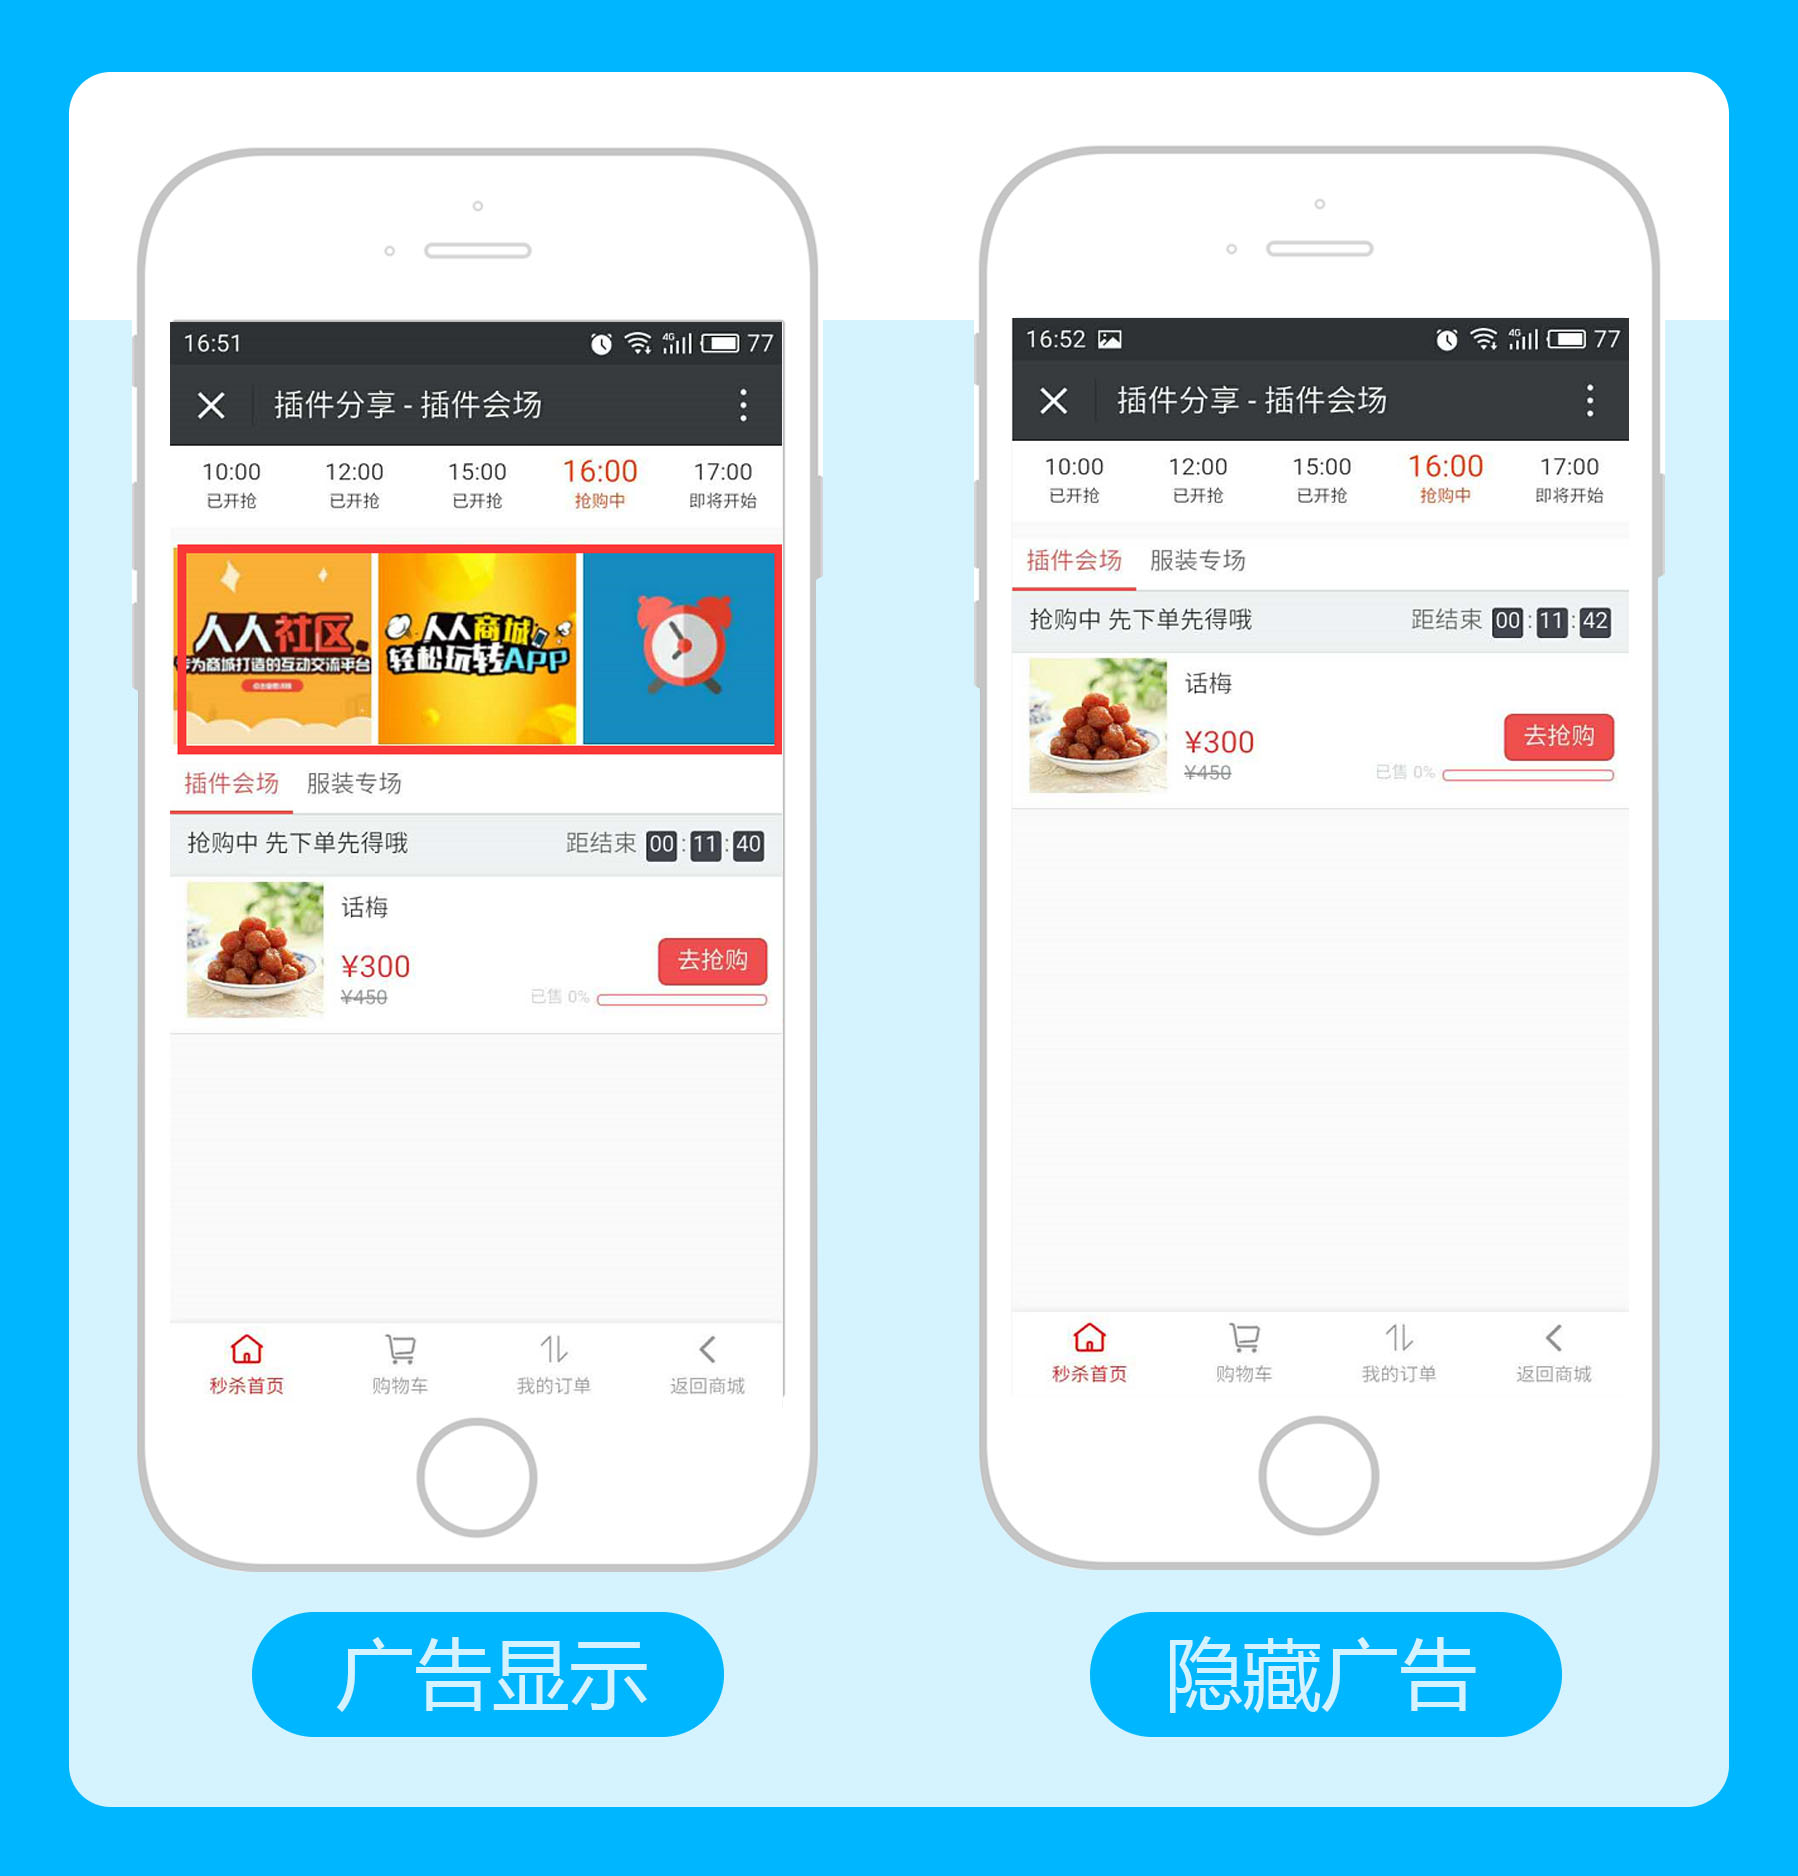 16:51
4G
77
插件分享 - 插件会场
10:00
12:00
15:00
16:00
17:00
已开抢
已开抢
已开抢
抢购中
即将开始
人人社区
为商城打造的互动交流平台
人人商城
轻松玩转APP
插件会场
服装专场
抢购中 先下单先得哦
距结束 00:11:40
话梅
¥300
去抢购
¥450
已售 0%
秒杀首页
购物车
我的订单
返回商城
广告显示
16:52
4G
77
插件分享 - 插件会场
10:00
12:00
15:00
16:00
17:00
已开抢
已开抢
已开抢
抢购中
即将开始
插件会场
服装专场
抢购中 先下单先得哦
距结束 00:11:42
话梅
¥300
去抢购
¥450
已售 0%
秒杀首页
购物车
我的订单
返回商城
隐藏广告